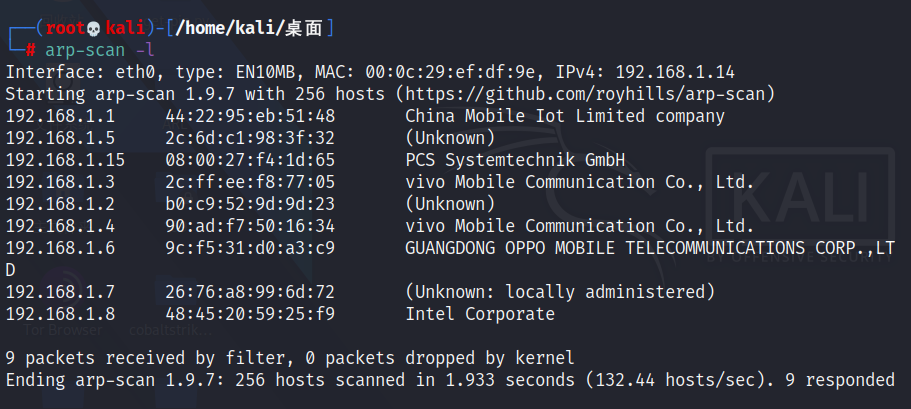 ┌──(root💀kali)-[/home/kali/桌面]
└─# arp-scan -l
Interface: eth0, type: EN10MB, MAC: 00:0c:29:ef:df:9e, IPv4: 192.168.1.14
Starting arp-scan 1.9.7 with 256 hosts (https://github.com/royhills/arp-scan)
192.168.1.1     44:22:95:eb:51:48       China Mobile Iot Limited company
192.168.1.5     2c:6d:c1:98:3f:32       (Unknown)
192.168.1.15    08:00:27:f4:1d:65       PCS Systemtechnik GmbH
192.168.1.3     2c:ff:ee:f8:77:05       vivo Mobile Communication Co., Ltd.
192.168.1.2     b0:c9:52:9d:9d:23       (Unknown)
192.168.1.4     90:ad:f7:50:16:34       vivo Mobile Communication Co., Ltd.
KALI
192.168.1.6     9c:f5:31:d0:a3:c9       GUANGDONG OPPO MOBILE TELECOMMUNICATIONS CORP.,LT
BY OFFENSIVE SECURITY
D
192.168.1.7     26:76:a8:99:6d:72       (Unknown: locally administered)
192.168.1.8     48:45:20:59:25:f9       Intel Corporate
Tor Browser cobaltstrik...
9 packets received by filter, 0 packets dropped by kernel
Ending arp-scan 1.9.7: 256 hosts scanned in 1.933 seconds (132.44 hosts/sec). 9 responded